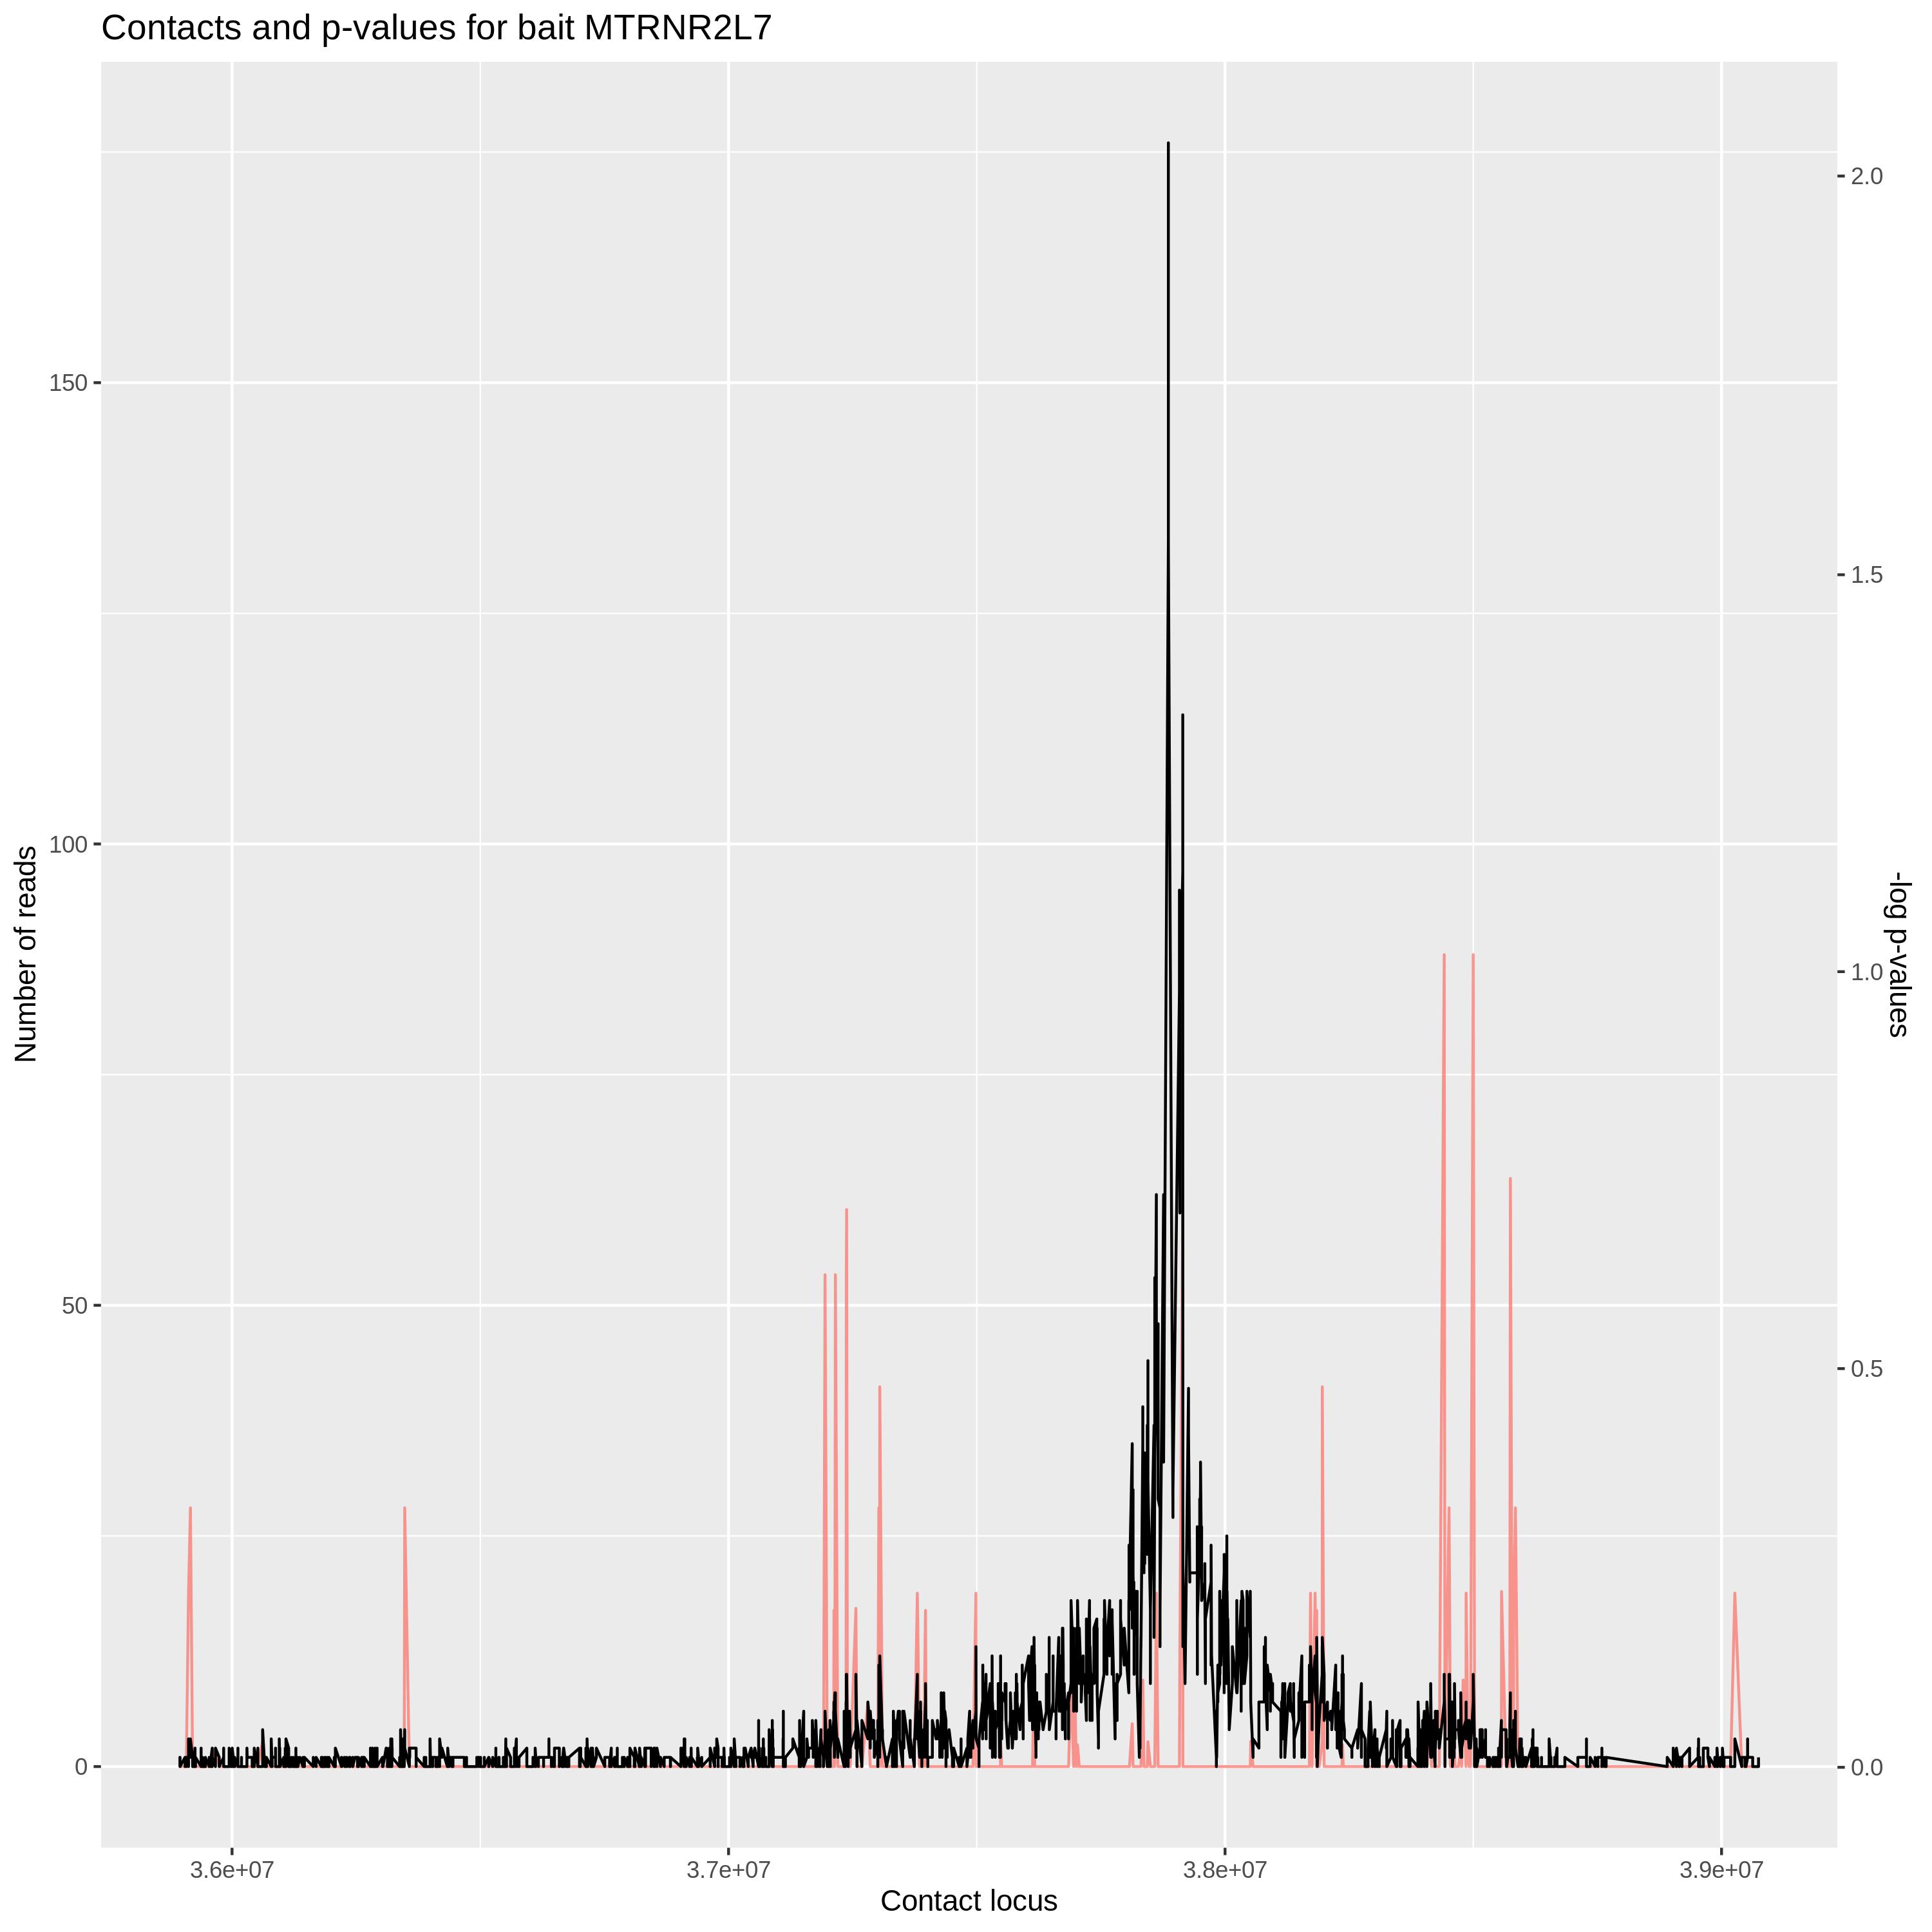 Contacts and p-values for bait MTRNR2L7
150
100
50
0
Number of reads
2.0
1.5
1.0
0.5
0.0
-log p-values
3.6e+07 3.7e+07 3.8e+07 3.9e+07
Contact locus